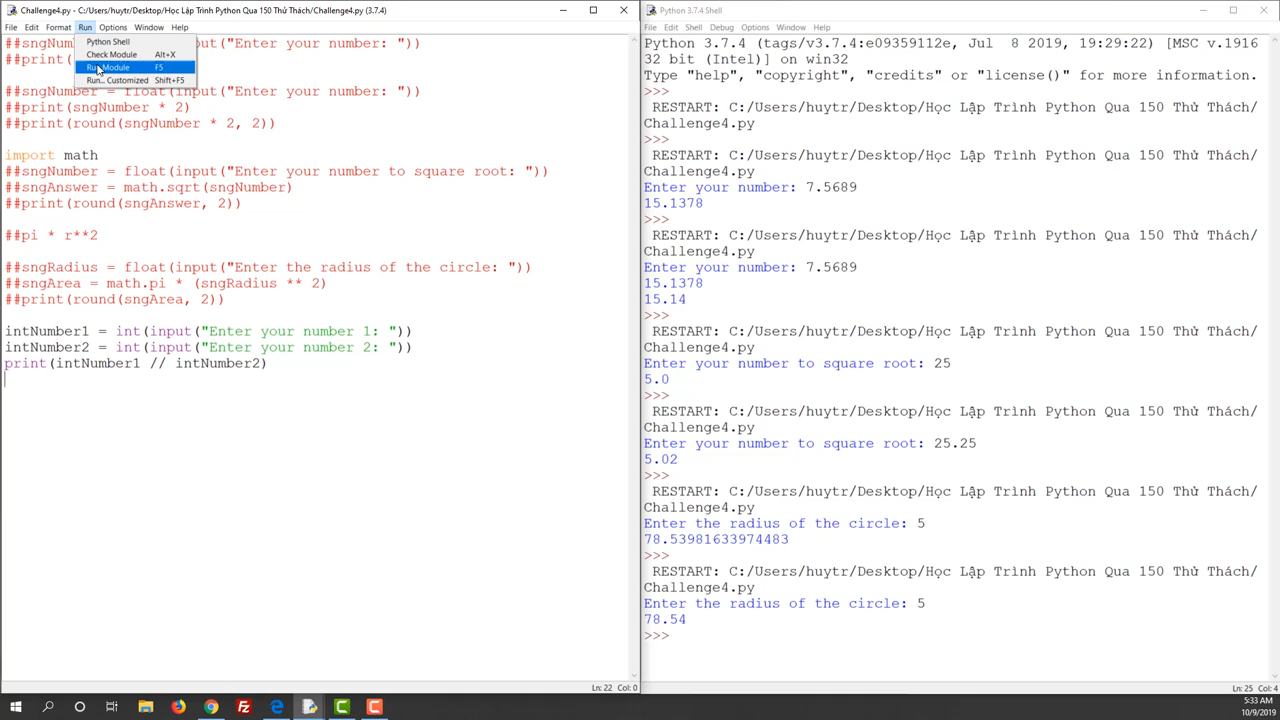 Challenge4.py - C:/Users/huytr/Desktop/Học Lập Trình Python Qua 150 Thử Thách/Challenge4.py (3.7.4)
File Edit Format Run Options Window Help
Python Shell
Check Module Alt+X
Run Module F5
Run... Customized Shift+F5
##print(
##sngNumber = float(input("Enter your number: "))
##print(sngNumber * 2)
##print(round(sngNumber * 2, 2))
import math
##sngNumber = float(input("Enter your number to square root: "))
##sngAnswer = math.sqrt(sngNumber)
##print(round(sngAnswer, 2))
##pi * r**2
##sngRadius = float(input("Enter the radius of the circle: "))
##sngArea = math.pi * (sngRadius ** 2)
##print(round(sngArea, 2))
intNumber1 = int(input("Enter your number 1: "))
intNumber2 = int(input("Enter your number 2: "))
print(intNumber1 // intNumber2)
Ln: 22 Col: 0
Python 3.7.4 Shell
File Edit Shell Debug Options Window Help
Python 3.7.4 (tags/v3.7.4:e09359112e, Jul 8 2019, 19:29:22) [MSC v.1916
32 bit (Intel)] on win32
Type "help", "copyright", "credits" or "license()" for more information.
>>>
RESTART: C:/Users/huytr/Desktop/Học Lập Trình Python Qua 150 Thử Thách/
Challenge4.py
>>>
RESTART: C:/Users/huytr/Desktop/Học Lập Trình Python Qua 150 Thử Thách/
Challenge4.py
Enter your number: 7.5689
15.1378
>>>
RESTART: C:/Users/huytr/Desktop/Học Lập Trình Python Qua 150 Thử Thách/
Challenge4.py
Enter your number: 7.5689
15.1378
15.14
>>>
RESTART: C:/Users/huytr/Desktop/Học Lập Trình Python Qua 150 Thử Thách/
Challenge4.py
Enter your number to square root: 25
5.0
>>>
RESTART: C:/Users/huytr/Desktop/Học Lập Trình Python Qua 150 Thử Thách/
Challenge4.py
Enter your number to square root: 25.25
5.02
>>>
RESTART: C:/Users/huytr/Desktop/Học Lập Trình Python Qua 150 Thử Thách/
Challenge4.py
Enter the radius of the circle: 5
78.53981633974483
>>>
RESTART: C:/Users/huytr/Desktop/Học Lập Trình Python Qua 150 Thử Thách/
Challenge4.py
Enter the radius of the circle: 5
78.54
>>>
Ln: 25 Col: 4
5:33 AM
10/9/2019